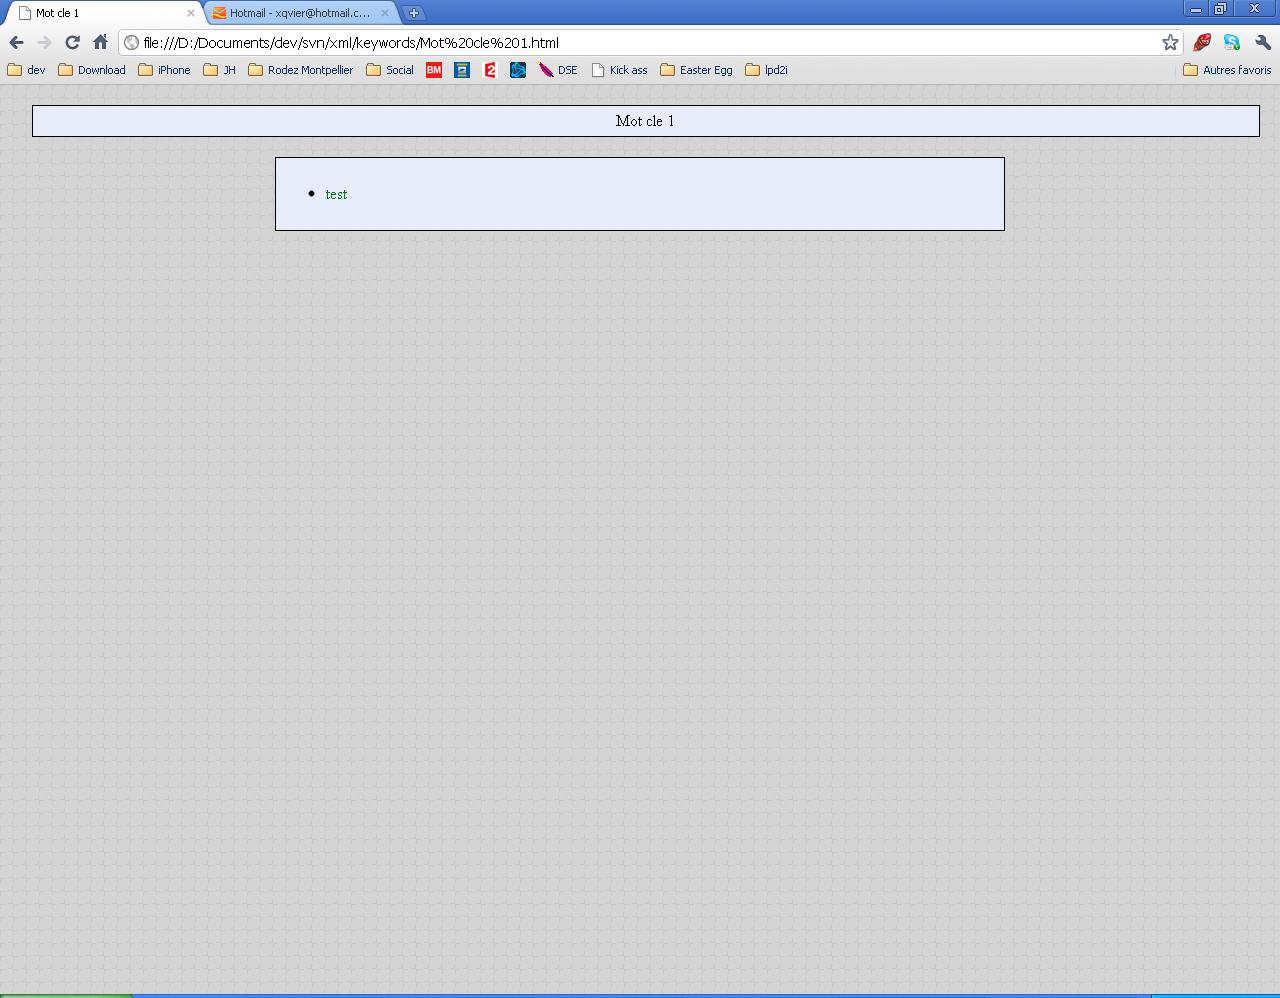 Mot cle 1
Hotmail - xqvier@hotmail.c...
file:///D:/Documents/dev/svn/xml/keywords/Mot%20cle%201.html
dev Download iPhone JH Rodez Montpellier Social BM 2 DSE Kick ass Easter Egg lpd2i Autres favoris
Mot cle 1
test